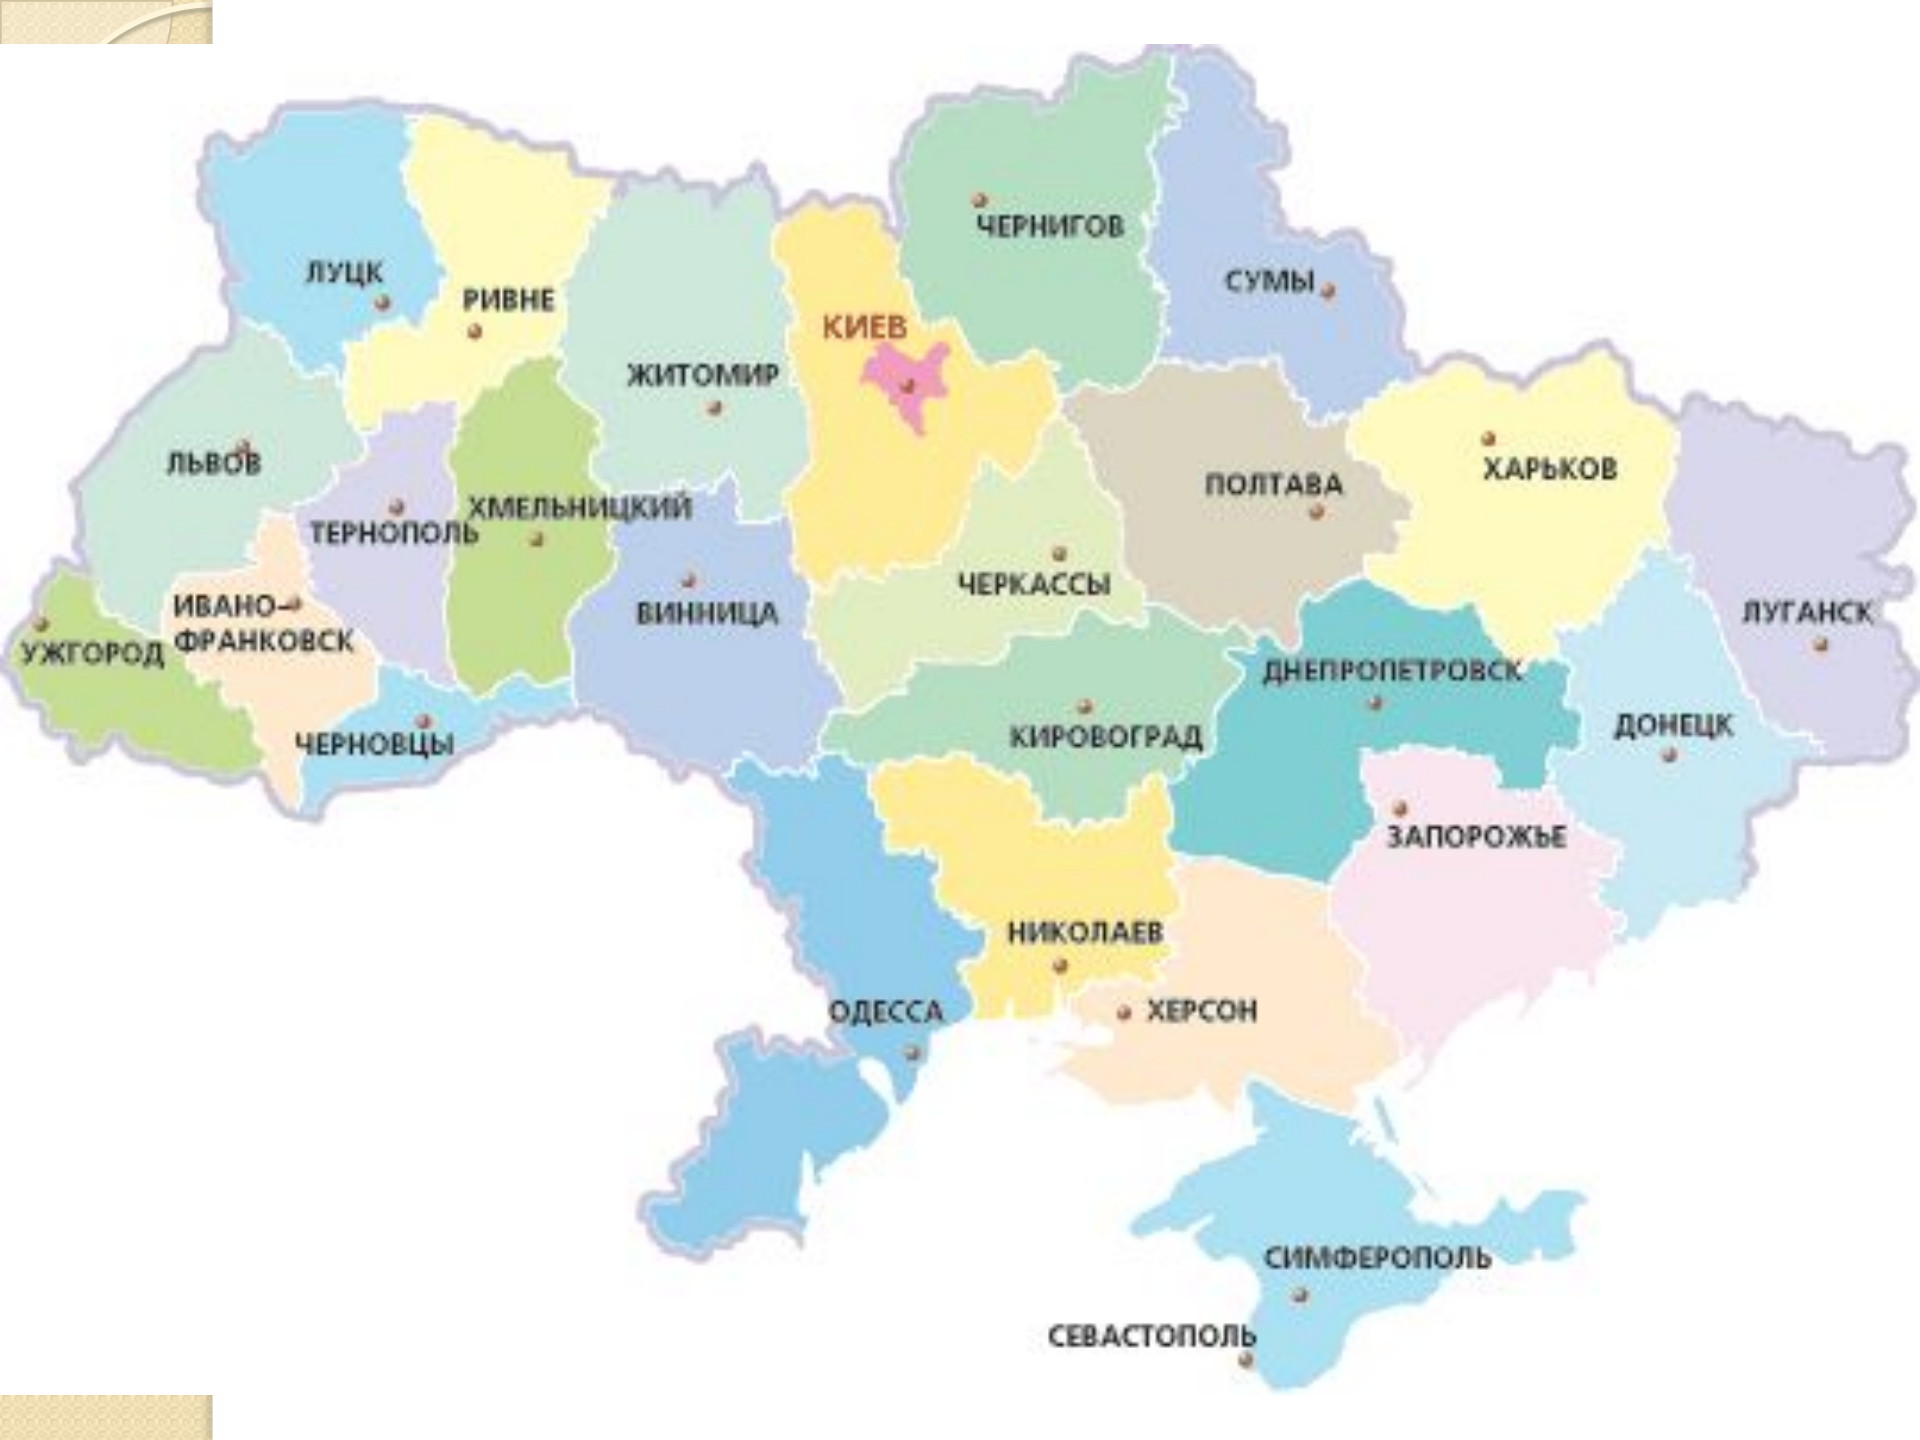 ЧЕРНИГОВ
ЛУЦК
СУМЫ
РИВНЕ
КИЕВ
ЖИТОМИР
ЛЬВОВ
ХАРЬКОВ
ПОЛТАВА
ХМЕЛЬНИЦКИЙ
ТЕРНОПОЛЬ
ЧЕРКАССЫ
ИВАНО-
ФРАНКОВСК
ВИННИЦА
ЛУГАНСК
УЖГОРОД
ДНЕПРОПЕТРОВСК
ДОНЕЦК
КИРОВОГРАД
ЧЕРНОВЦЫ
ЗАПОРОЖЬЕ
НИКОЛАЕВ
ОДЕССА
ХЕРСОН
СИМФЕРОПОЛЬ
СЕВАСТОПОЛЬ